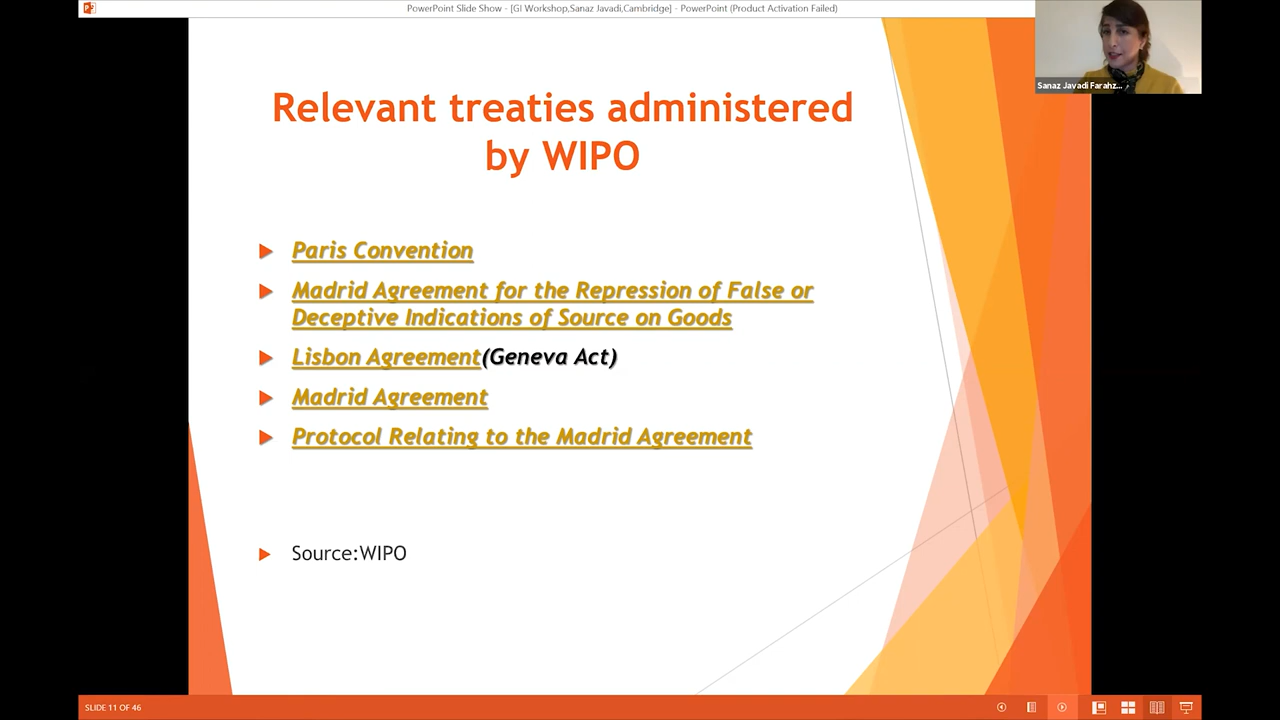 PowerPoint Slide Show - [GI Workshop,Sanaz Javadi,Cambridge] - PowerPoint (Product Activation Failed)
Sanaz Javadi Farahz...
Relevant treaties administered
by WIPO
Paris Convention
Madrid Agreement for the Repression of False or
Deceptive Indications of Source on Goods
Lisbon Agreement(Geneva Act)
Madrid Agreement
Protocol Relating to the Madrid Agreement
Source:WIPO
SLIDE 11 OF 46